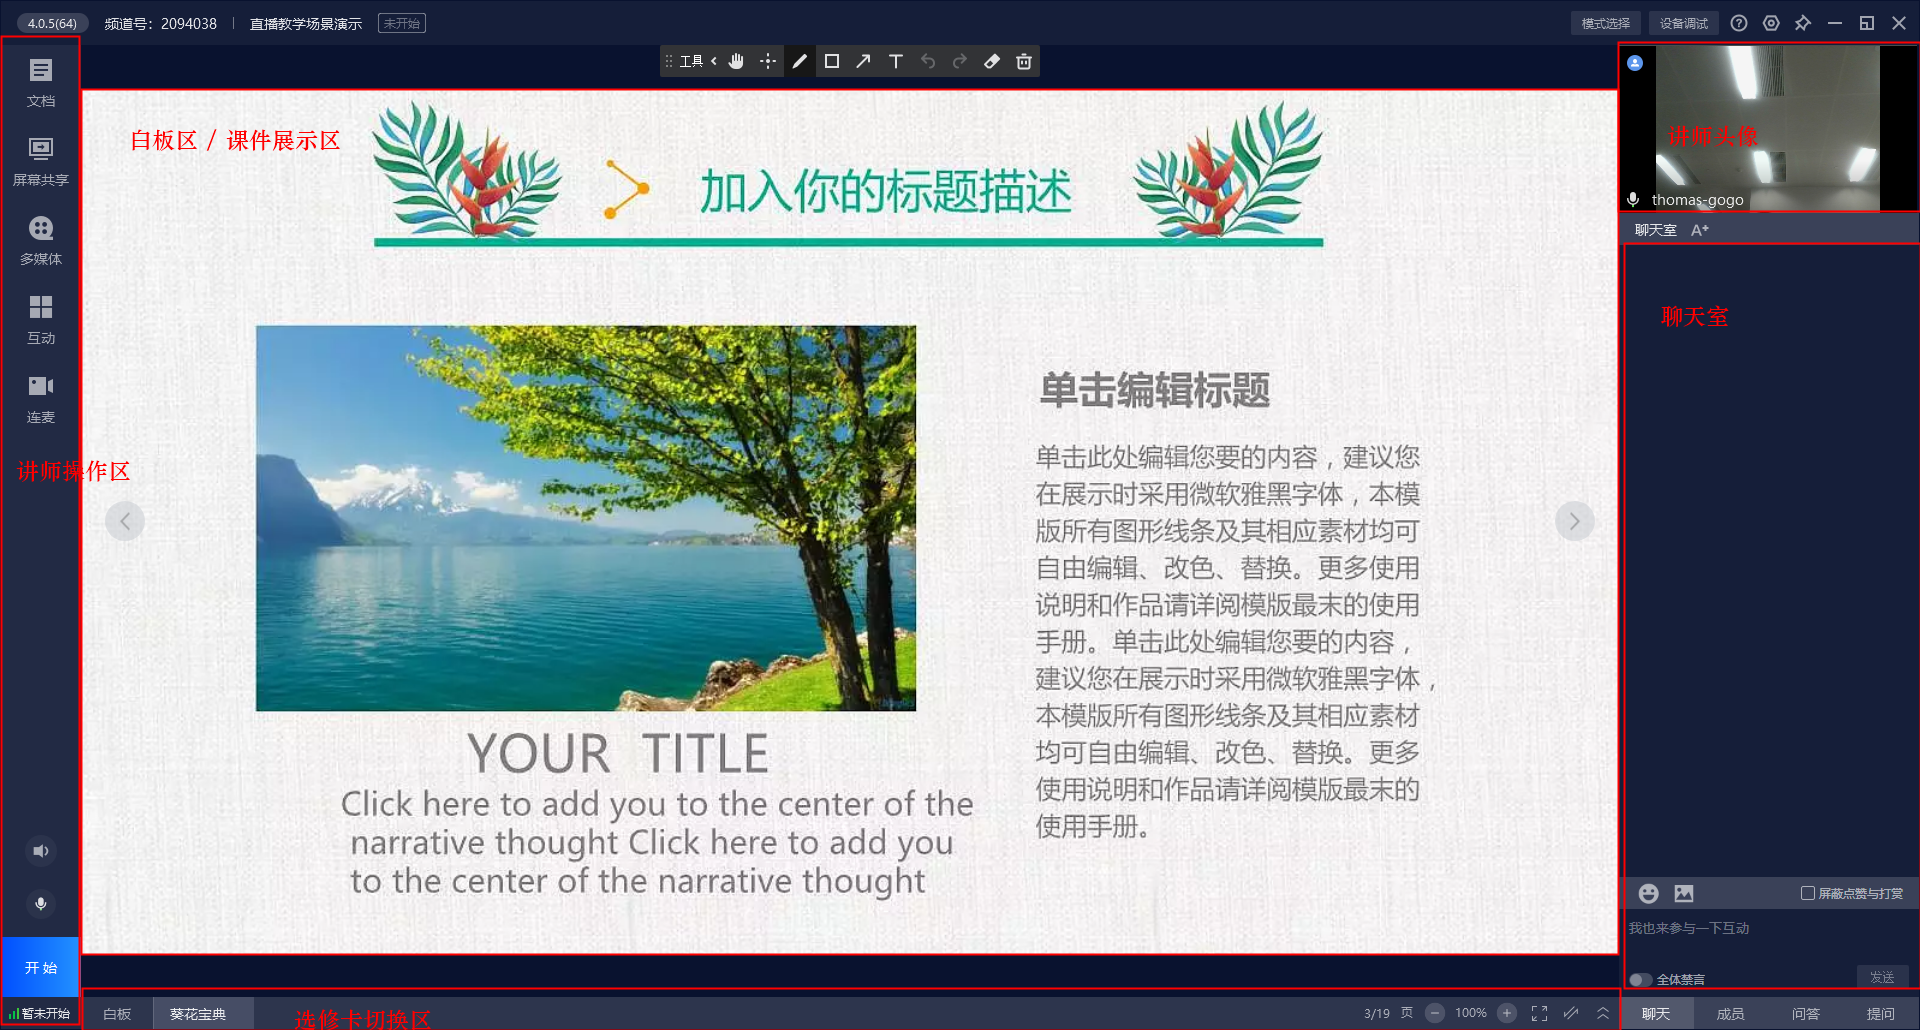 4.0.5(64) 频道号：2094038 直播教学场景演示 未开始 模式选择 设备调试
工具
文档
屏幕共享
多媒体
互动
连麦
讲师操作区
开始
暂未开始
白板区 / 课件展示区
加入你的标题描述
YOUR TITLE
Click here to add you to the center of the
narrative thought Click here to add you
to the center of the narrative thought
单击编辑标题
单击此处编辑您要的内容，建议您
在展示时采用微软雅黑字体，本模
版所有图形线条及其相应素材均可
自由编辑、改色、替换。更多使用
说明和作品请详阅模版最末的使用
手册。单击此处编辑您要的内容，
建议您在展示时采用微软雅黑字体，
本模版所有图形线条及其相应素材
均可自由编辑、改色、替换。更多
使用说明和作品请详阅模版最末的
使用手册。
讲师头像
thomas-gogo
聊天室 A+
聊天室
屏蔽点赞与打赏
我也来参与一下互动
全体禁言 发送
白板 葵花宝典 选修卡切换区 3/19 页 100%
聊天 成员 问答 提问